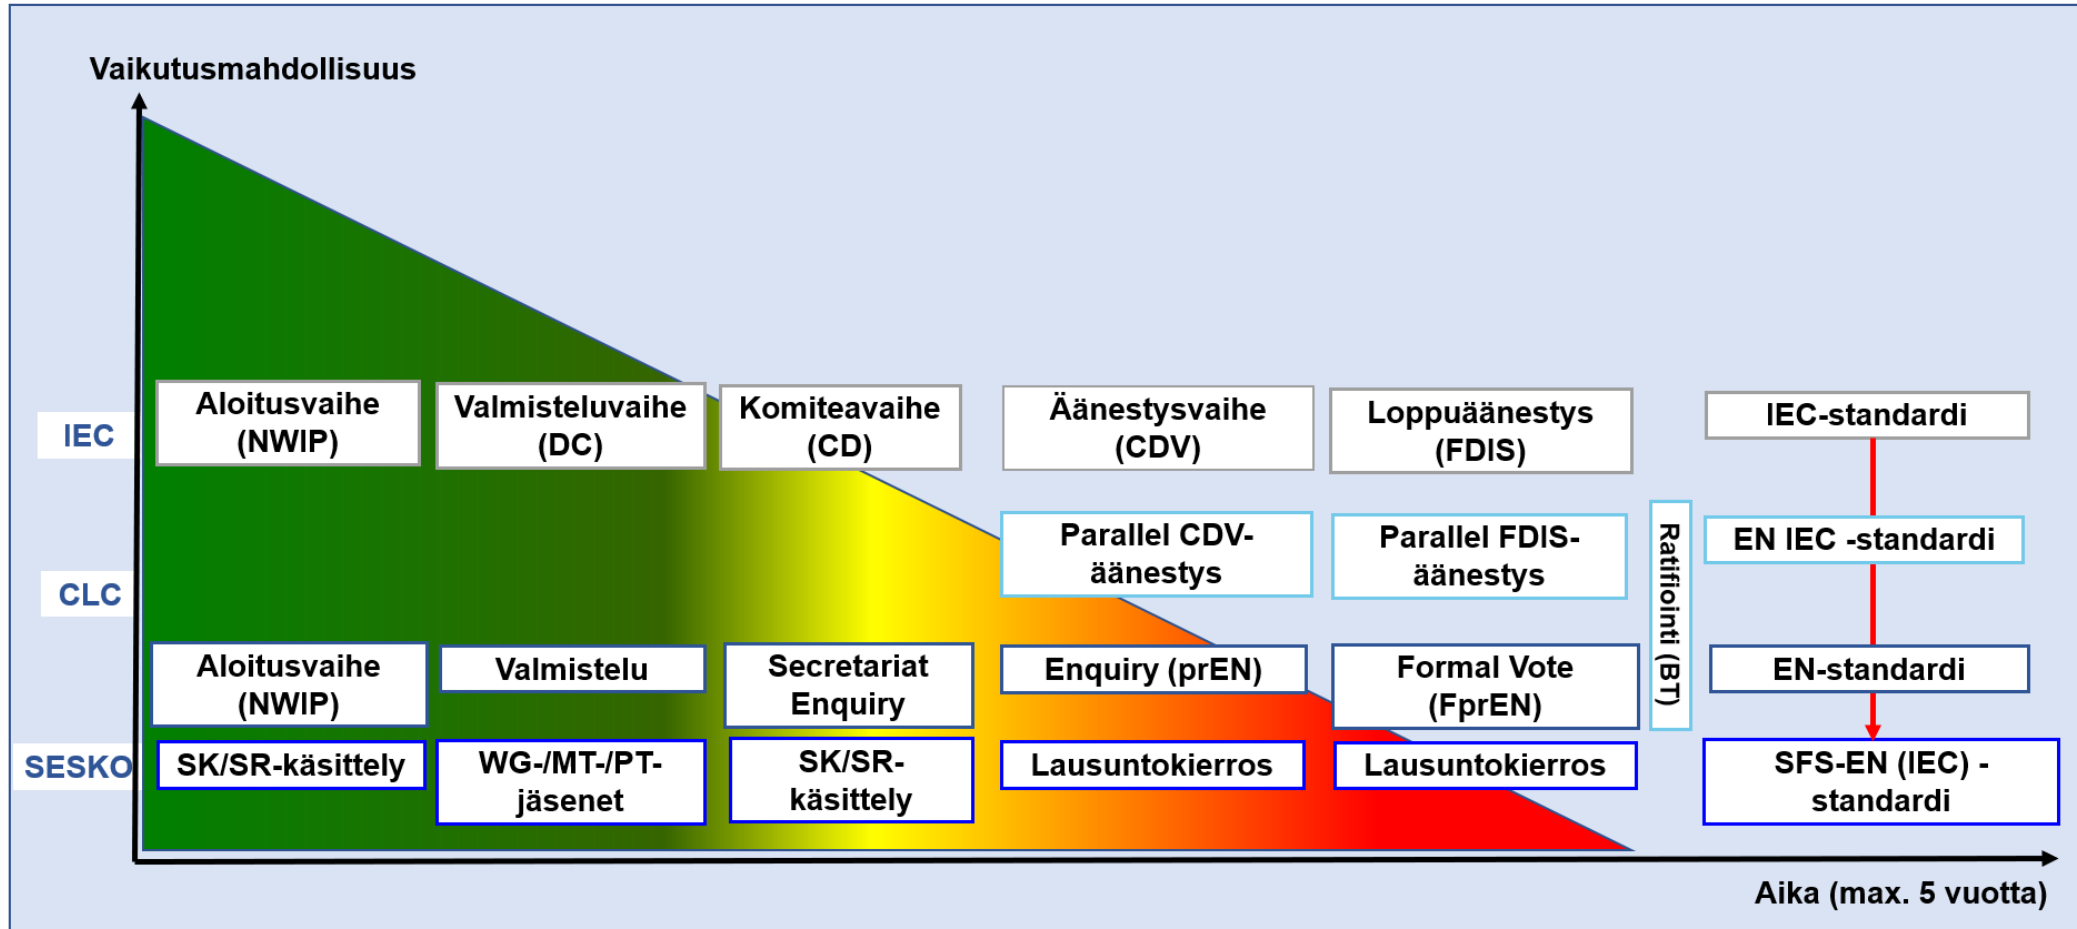 Vaikutusmahdollisuus
IEC
Aloitusvaihe
(NWIP)
Valmisteluvaihe
(DC)
Komiteavaihe
(CD)
Äänestysvaihe
(CDV)
Loppuäänestys
(FDIS)
IEC-standardi
CLC
Parallel CDV-
äänestys
Parallel FDIS-
äänestys
Ratifiointi (BT)
EN IEC -standardi
Aloitusvaihe
(NWIP)
Valmistelu
Secretariat
Enquiry
Enquiry (prEN)
Formal Vote
(FprEN)
EN-standardi
SESKO
SK/SR-käsittely
WG-/MT-/PT-
jäsenet
SK/SR-
käsittely
Lausuntokierros
Lausuntokierros
SFS-EN (IEC) -
standardi
Aika (max. 5 vuotta)